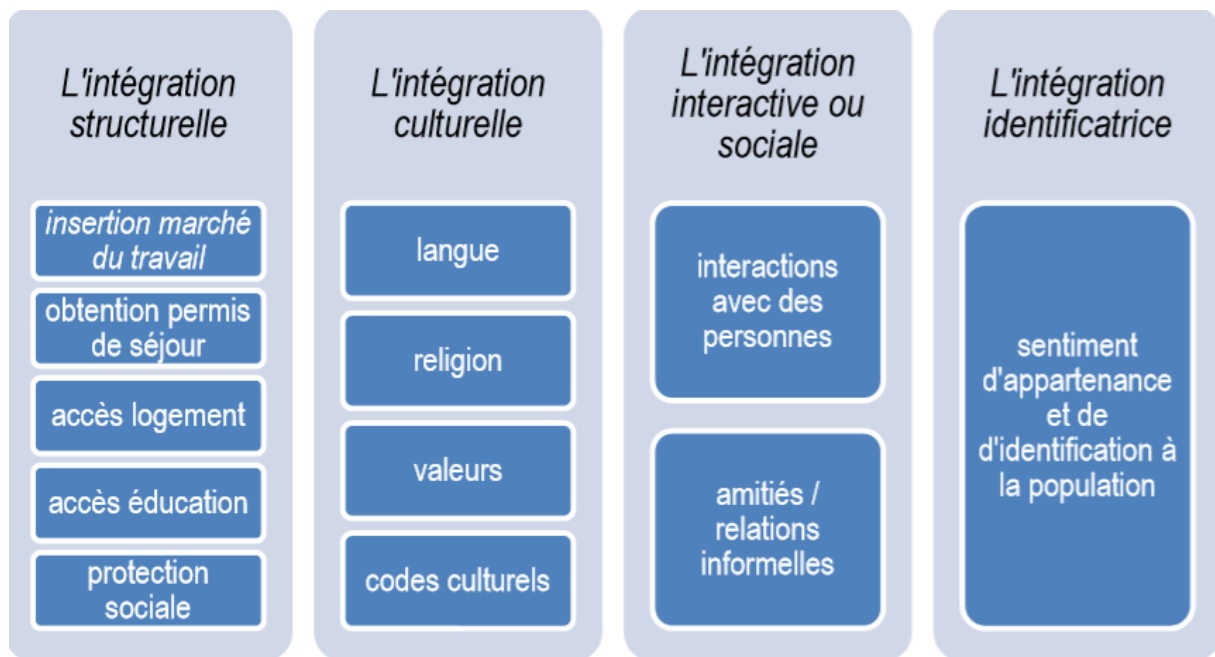 L'intégration
structurelle
insertion marché
du travail
obtention permis
de séjour
accès logement
accès éducation
protection
sociale
L'intégration
culturelle
langue
religion
valeurs
codes culturels
L'intégration
interactive ou
sociale
interactions
avec des
personnes
amitiés /
relations
informelles
L'intégration
identificatrice
sentiment
d'appartenance
et de
d'identification à
la population